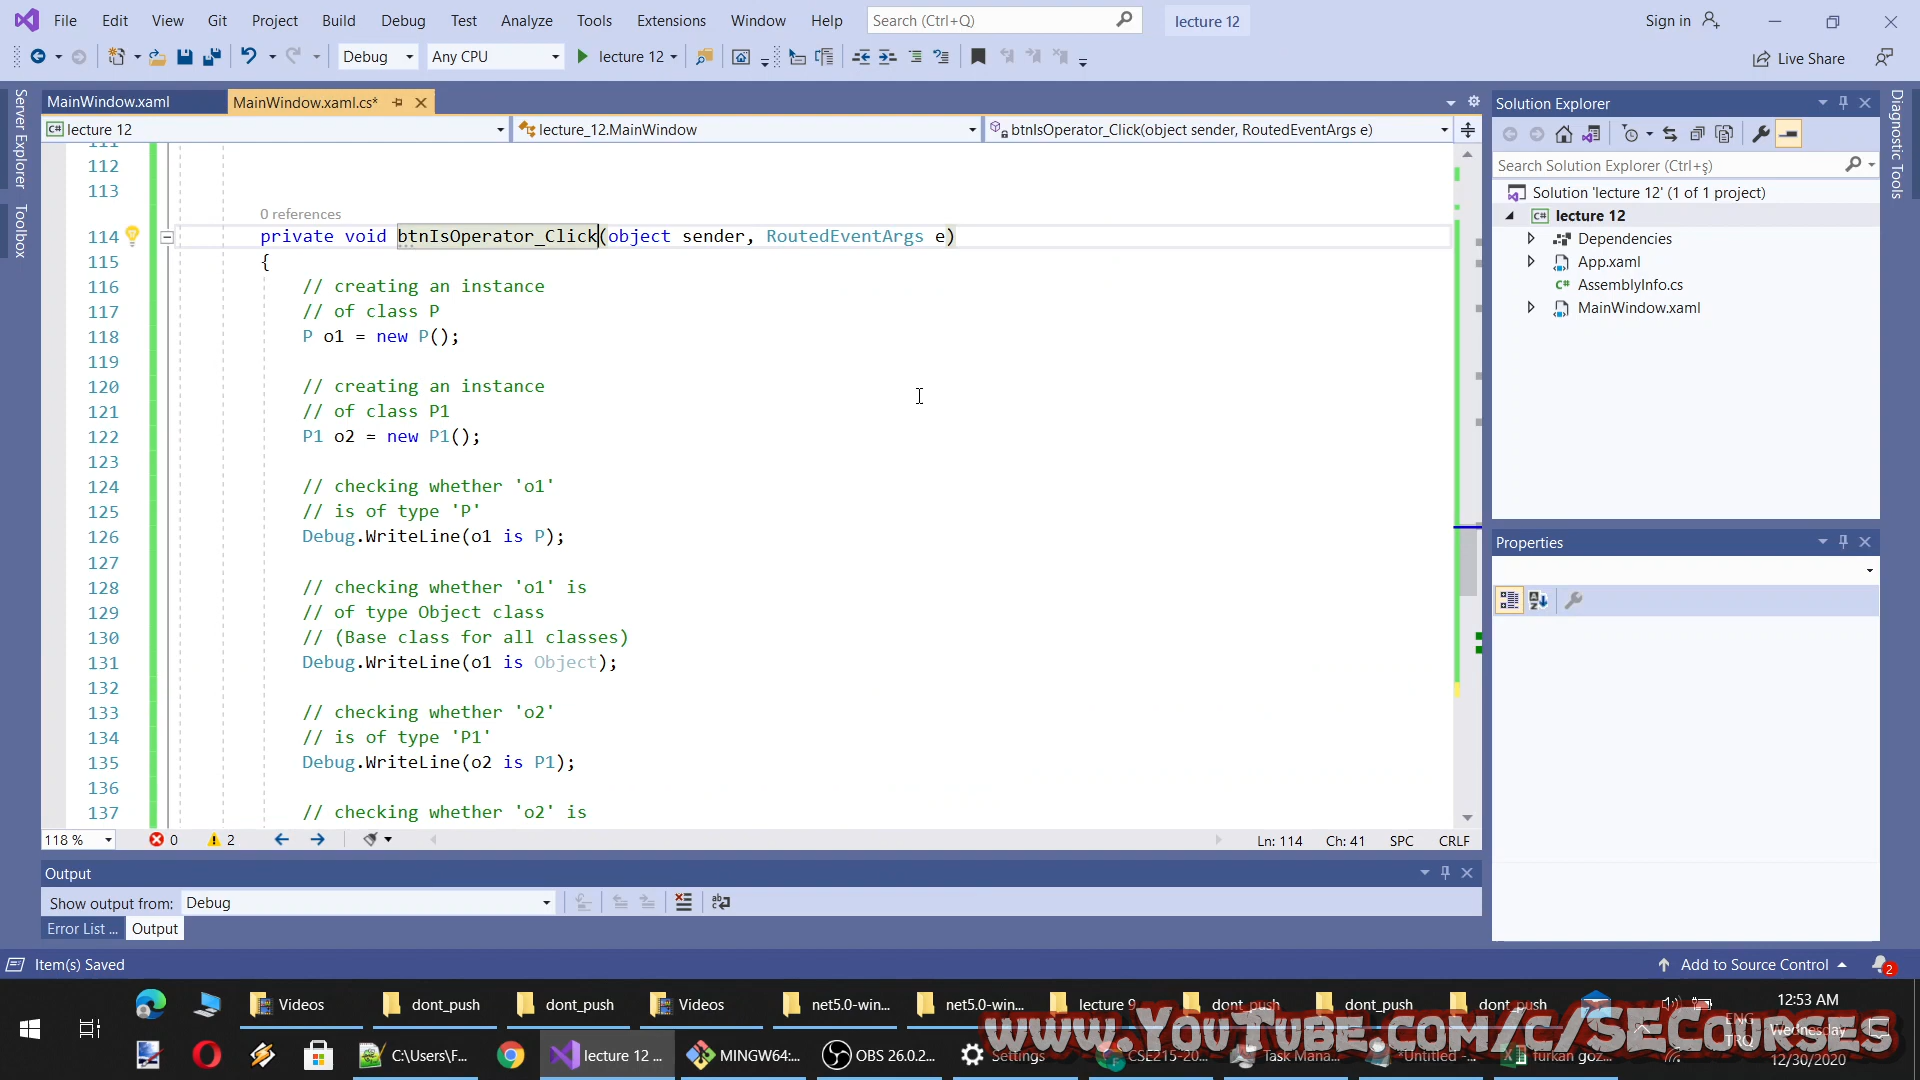 File Edit View Git Project Build Debug Test Analyze Tools Extensions Window Help Search (Ctrl+Q) lecture 12 Sign in
Debug Any CPU lecture 12 Live Share
MainWindow.xaml MainWindow.xaml.cs*
lecture 12 lecture_12.MainWindow btnIsOperator_Click(object sender, RoutedEventArgs e)
Server Explorer
Toolbox
111
112
113
0 references
114 private void btnIsOperator_Click(object sender, RoutedEventArgs e)
115 {
116 // creating an instance
117 // of class P
118 P o1 = new P();
119
120 // creating an instance
121 // of class P1
122 P1 o2 = new P1();
123
124 // checking whether 'o1'
125 // is of type 'P'
126 Debug.WriteLine(o1 is P);
127
128 // checking whether 'o1' is
129 // of type Object class
130 // (Base class for all classes)
131 Debug.WriteLine(o1 is Object);
132
133 // checking whether 'o2'
134 // is of type 'P1'
135 Debug.WriteLine(o2 is P1);
136
137 // checking whether 'o2' is
118 % 0 2 Ln: 114 Ch: 41 SPC CRLF
Output
Show output from: Debug
Error List ... Output
Solution Explorer
Search Solution Explorer (Ctrl+ş)
Solution 'lecture 12' (1 of 1 project)
lecture 12
Dependencies
App.xaml
AssemblyInfo.cs
MainWindow.xaml
Properties
Diagnostic Tools
Item(s) Saved Add to Source Control 2
Videos dont_push dont_push Videos net5.0-win... net5.0-win... lecture 9 dont_push dont_push dont_push 12:53 AM
ENG Wednesday
C:\Users\F... lecture 12 ... MINGW64:... OBS 26.0.2... Settings CSE215-20... Task Mana... *Untitled -... furkan goz... TRQ 12/30/2020
www.YouTube.com/c/SECourses